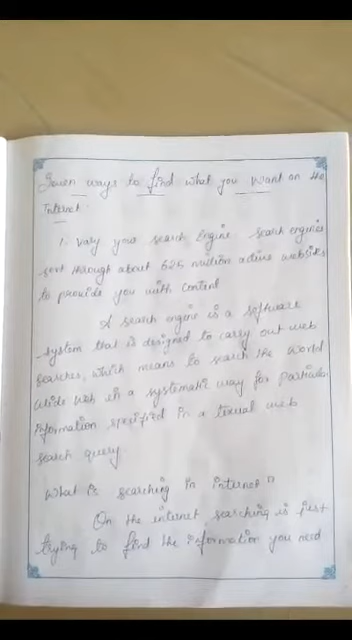 Seven ways to find what you want on the
Internet
1. Vary your search Engine. Search engines
sort through about 625 million active websites
to provide you with content
A search engine is a software
system that is designed to carry out web
searches, which means to search the world
wide web in a systematic way for particular
information specified in a textual web
search query.
What is searching in internet"
On the internet searching is just
trying to find the information you need